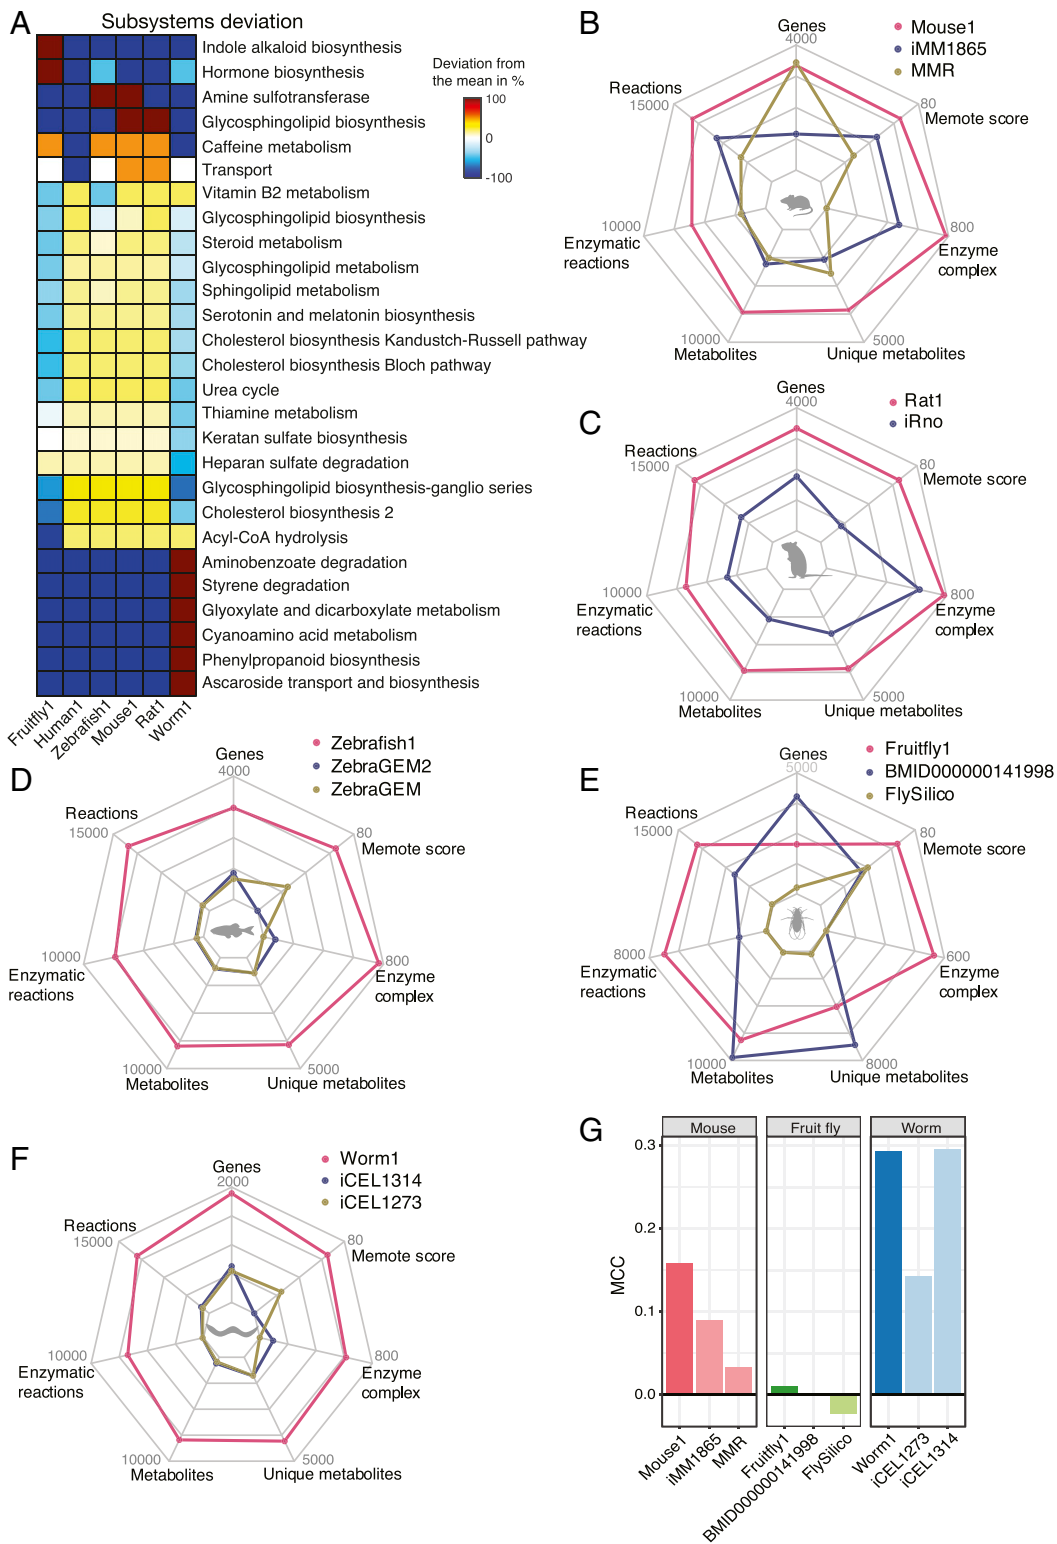 A
Subsystems deviation
Indole alkaloid biosynthesis
Hormone biosynthesis
Amine sulfotransferase
Glycosphingolipid biosynthesis
Caffeine metabolism
Transport
Vitamin B2 metabolism
Glycosphingolipid biosynthesis
Steroid metabolism
Glycosphingolipid metabolism
Sphingolipid metabolism
Serotonin and melatonin biosynthesis
Cholesterol biosynthesis Kandustch-Russell pathway
Cholesterol biosynthesis Bloch pathway
Urea cycle
Thiamine metabolism
Keratan sulfate biosynthesis
Heparan sulfate degradation
Glycosphingolipid biosynthesis-ganglio series
Cholesterol biosynthesis 2
Acyl-CoA hydrolysis
Aminobenzoate degradation
Styrene degradation
Glyoxylate and dicarboxylate metabolism
Cyanoamino acid metabolism
Phenylpropanoid biosynthesis
Ascaroside transport and biosynthesis
Fruitfly1
Human1
Zebrafish1
Mouse1
Rat1
Worm1
Deviation from
the mean in %
100
0
-100
B
Mouse1
iMM1865
MMR
Genes
4000
Reactions
15000
80
Memote score
10000
Enzymatic
reactions
800
Enzyme
complex
10000
Metabolites
5000
Unique metabolites
C
Rat1
iRno
Genes
4000
Reactions
15000
80
Memote score
10000
Enzymatic
reactions
800
Enzyme
complex
10000
Metabolites
5000
Unique metabolites
D
Zebrafish1
ZebraGEM2
ZebraGEM
Genes
4000
Reactions
15000
80
Memote score
10000
Enzymatic
reactions
800
Enzyme
complex
10000
Metabolites
5000
Unique metabolites
E
Fruitfly1
BMID000000141998
FlySilico
Genes
5000
Reactions
15000
80
Memote score
8000
Enzymatic
reactions
600
Enzyme
complex
10000
Metabolites
8000
Unique metabolites
F
Worm1
iCEL1314
iCEL1273
Genes
2000
Reactions
15000
80
Memote score
10000
Enzymatic
reactions
800
Enzyme
complex
10000
Metabolites
5000
Unique metabolites
G
Mouse
Fruit fly
Worm
MCC
0.3
0.2
0.1
0.0
Mouse1
iMM1865
MMR
Fruitfly1
BMID000000141998
FlySilico
Worm1
iCEL1273
iCEL1314